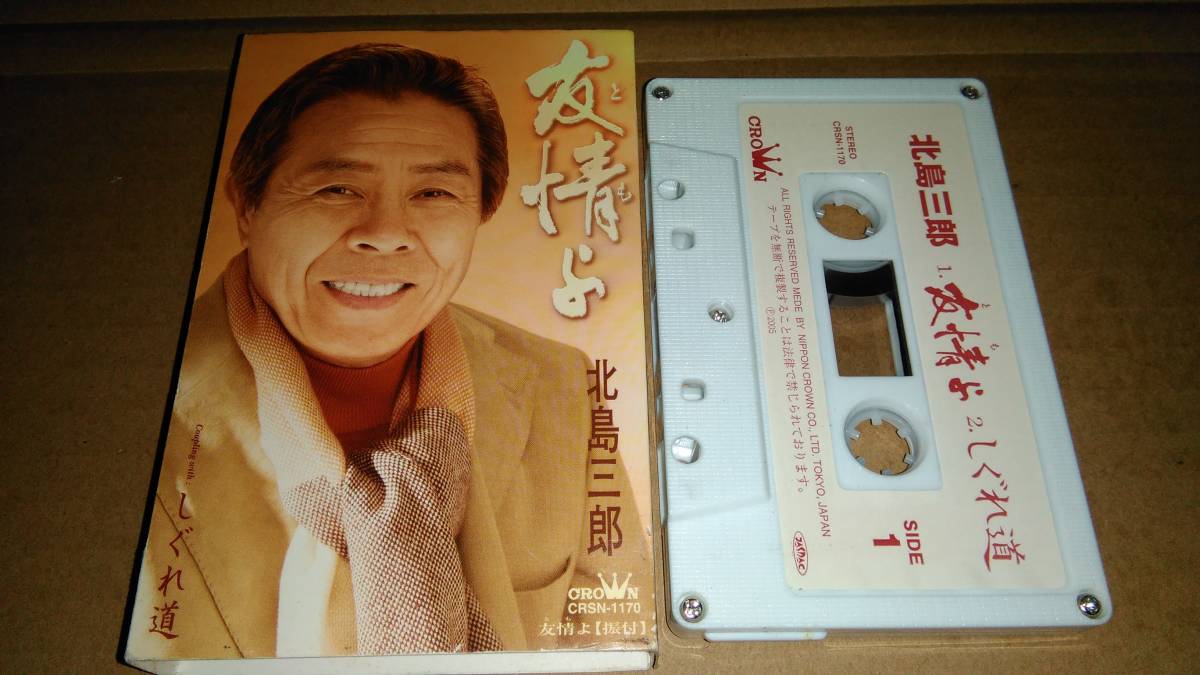 友情よ
とも
北島三郎
Coupling with:
しぐれ道
CROWN
CRSN-1170
友情よ【振付】
北島三郎 1.友情よ 2.しぐれ道
とも
STEREO
CRSN-1170
CROWN
ALL RIGHTS RESERVED MEDE BY NIPPON CROWN CO., LTD. TOKYO, JAPAN
テープを無断で複製することは法律で禁じられております。
Ⓟ2005
SIDE
1
JASRAC